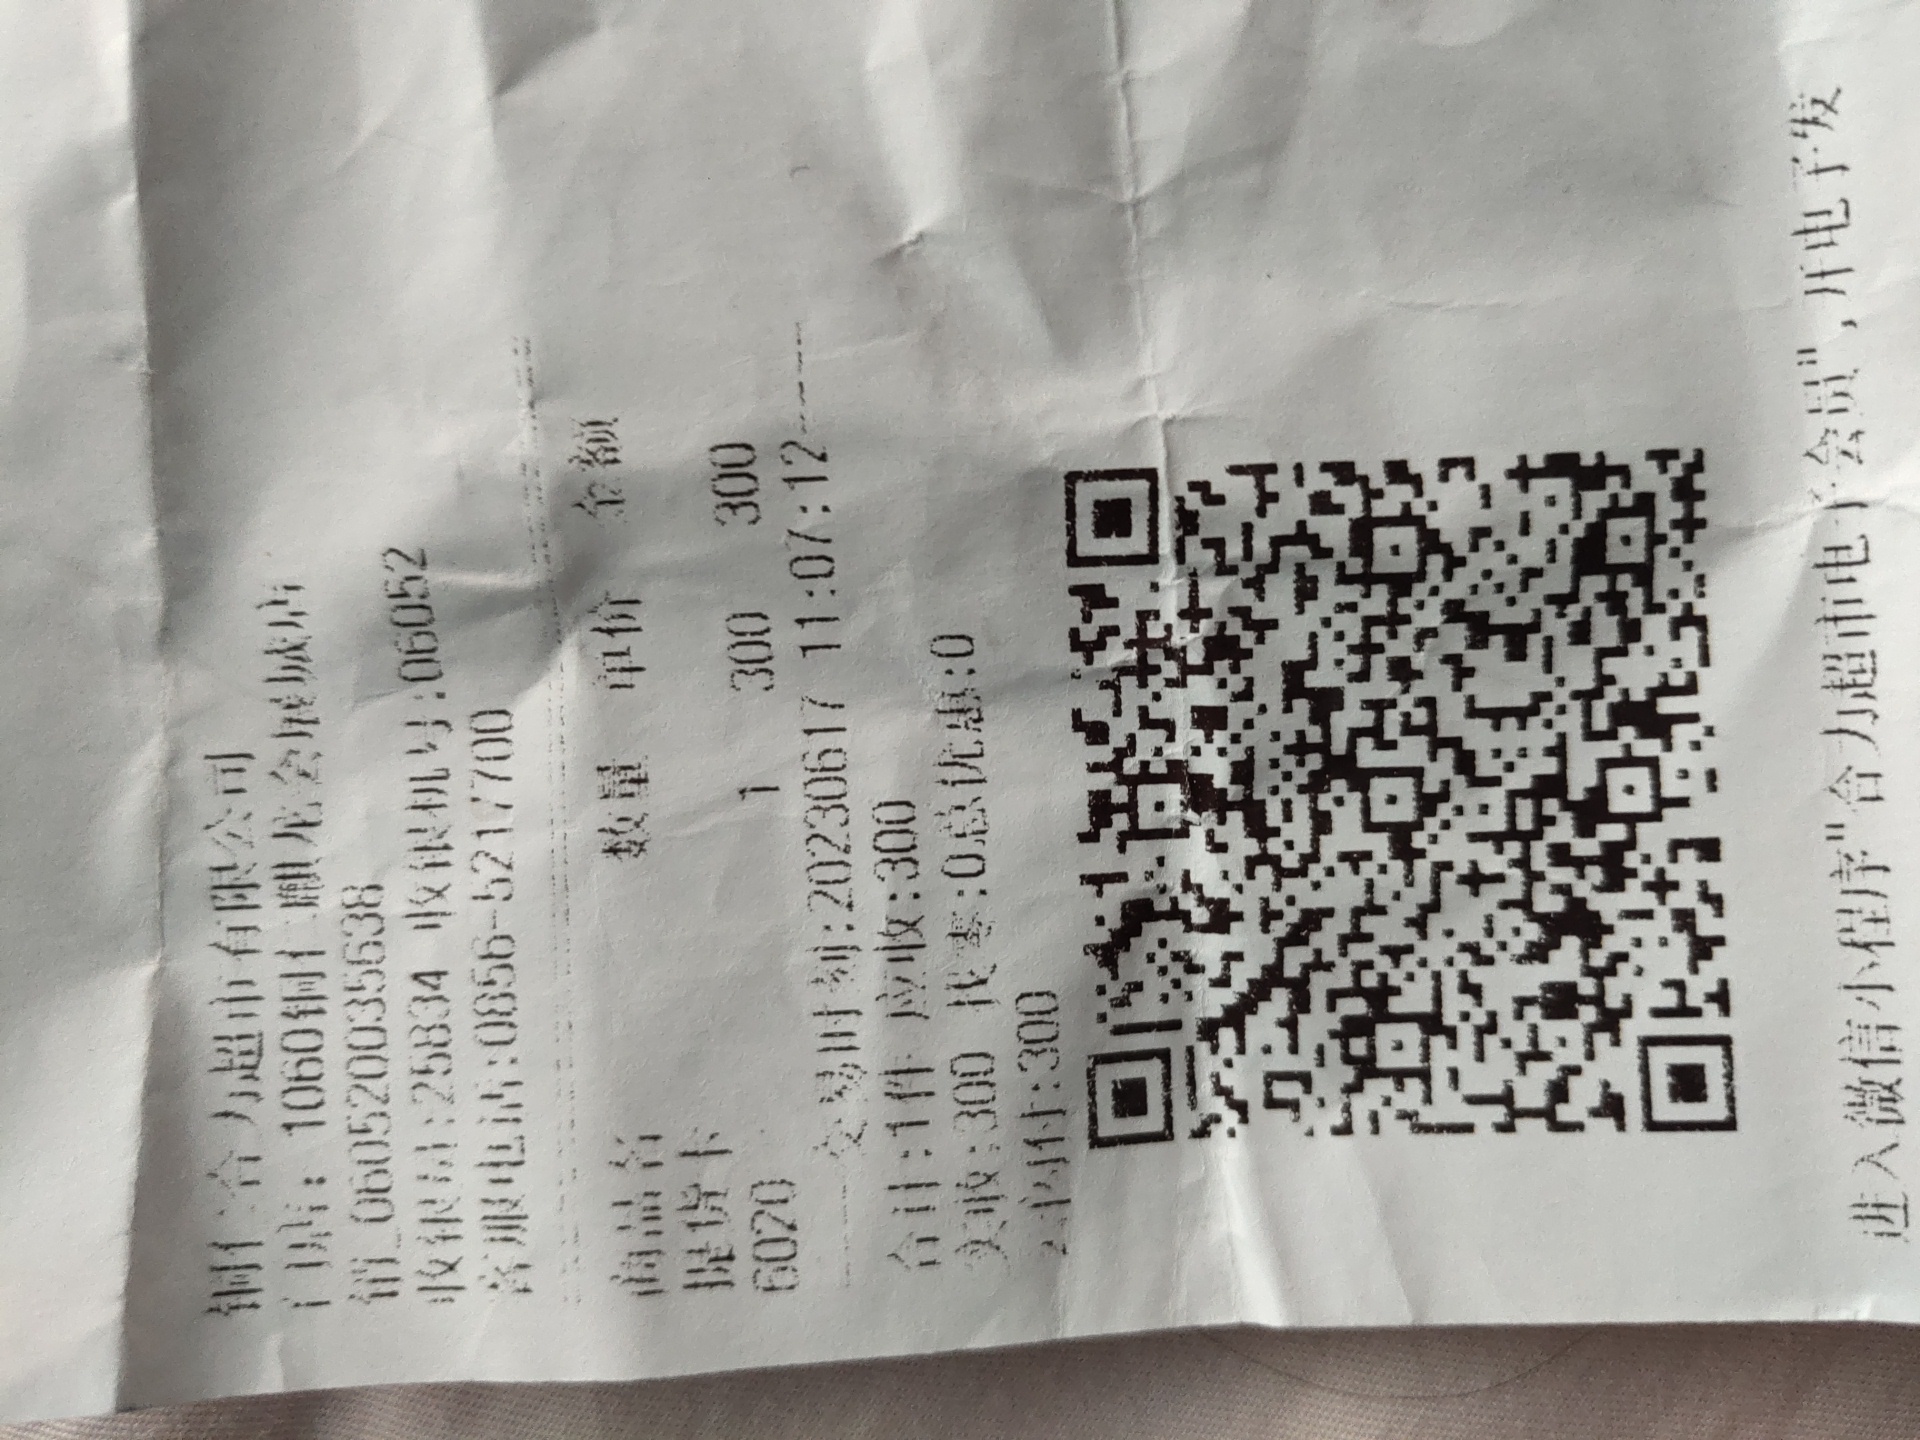 铜仁合力超市有限公司
门店: 1060铜仁麒龙会展城店
销_060520035638
收银员:25834 收银机号:06052
客服电话:0856-5217700
商品名 数量 单价 金额
提货卡
6020 1 300 300
交易时刻:20230617 11:07:12
合计:1件 应收:300
实收:300 找零:0总优惠:0
:300
进入微信小程序"合力超市电子会员",开电子发